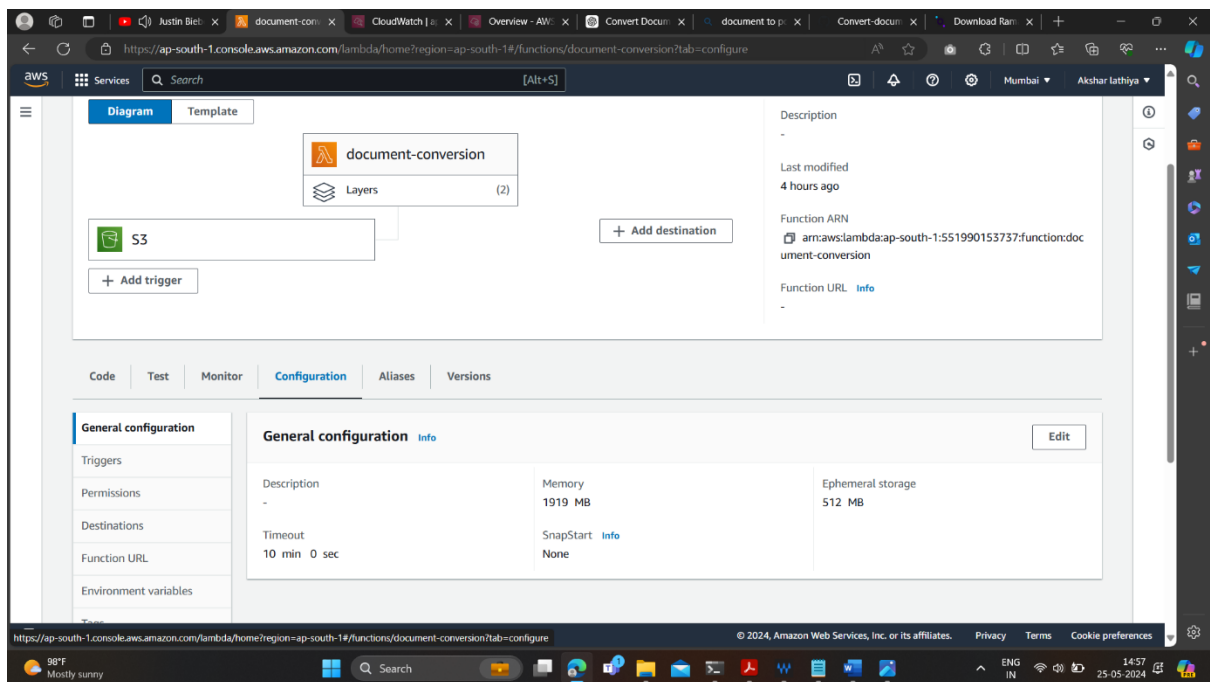 Justin Bieb
document-conv
CloudWatch | a
Overview - AWS
Convert Docum
document to p
Convert-docum
Download Ram
https://ap-south-1.console.aws.amazon.com/lambda/home?region=ap-south-1#/functions/document-conversion?tab=configure
aws
Services
Search
[Alt+S]
Mumbai ▼
Akshar lathiya ▼
Diagram
Template
document-conversion
Layers
(2)
S3
+ Add trigger
+ Add destination
Description
-
Last modified
4 hours ago
Function ARN
arn:aws:lambda:ap-south-1:551990153737:function:doc
ument-conversion
Function URL Info
-
Code
Test
Monitor
Configuration
Aliases
Versions
General configuration
Triggers
Permissions
Destinations
Function URL
Environment variables
Tags
General configuration Info
Edit
Description
-
Memory
1919 MB
Ephemeral storage
512 MB
Timeout
10 min 0 sec
SnapStart Info
None
https://ap-south-1.console.aws.amazon.com/lambda/home?region=ap-south-1#/functions/document-conversion?tab=configure
© 2024, Amazon Web Services, Inc. or its affiliates.
Privacy
Terms
Cookie preferences
98°F
Mostly sunny
Search
ENG
IN
14:57
25-05-2024